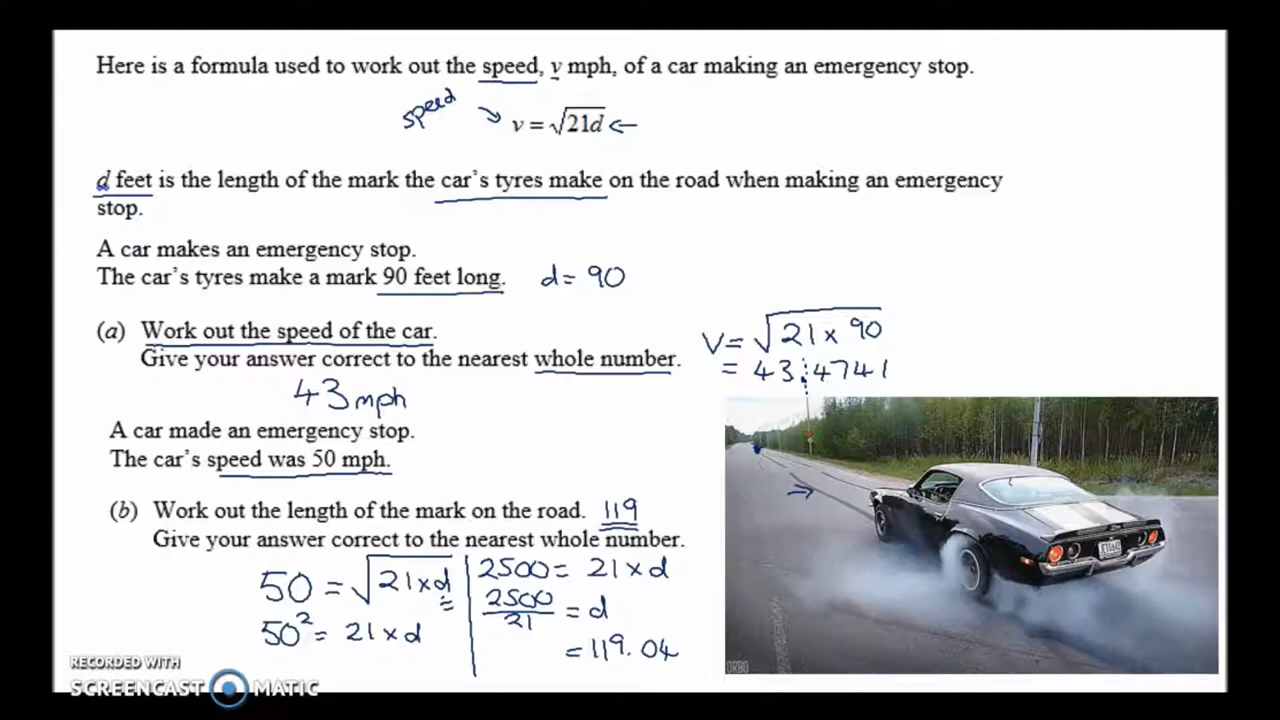 Here is a formula used to work out the speed, v mph, of a car making an emergency stop.
speed
v = √21d
d feet is the length of the mark the car's tyres make on the road when making an emergency
stop.
A car makes an emergency stop.
The car's tyres make a mark 90 feet long. d = 90
(a) Work out the speed of the car.
Give your answer correct to the nearest whole number.
V = √21 × 90
= 43.4741
43 mph
A car made an emergency stop.
The car's speed was 50 mph.
(b) Work out the length of the mark on the road. 119
Give your answer correct to the nearest whole number.
50 = √21 × d
50² = 21 × d
2500 = 21 × d
2500/21 = d
= 119.04
RECORDED WITH
SCREENCAST MATIC